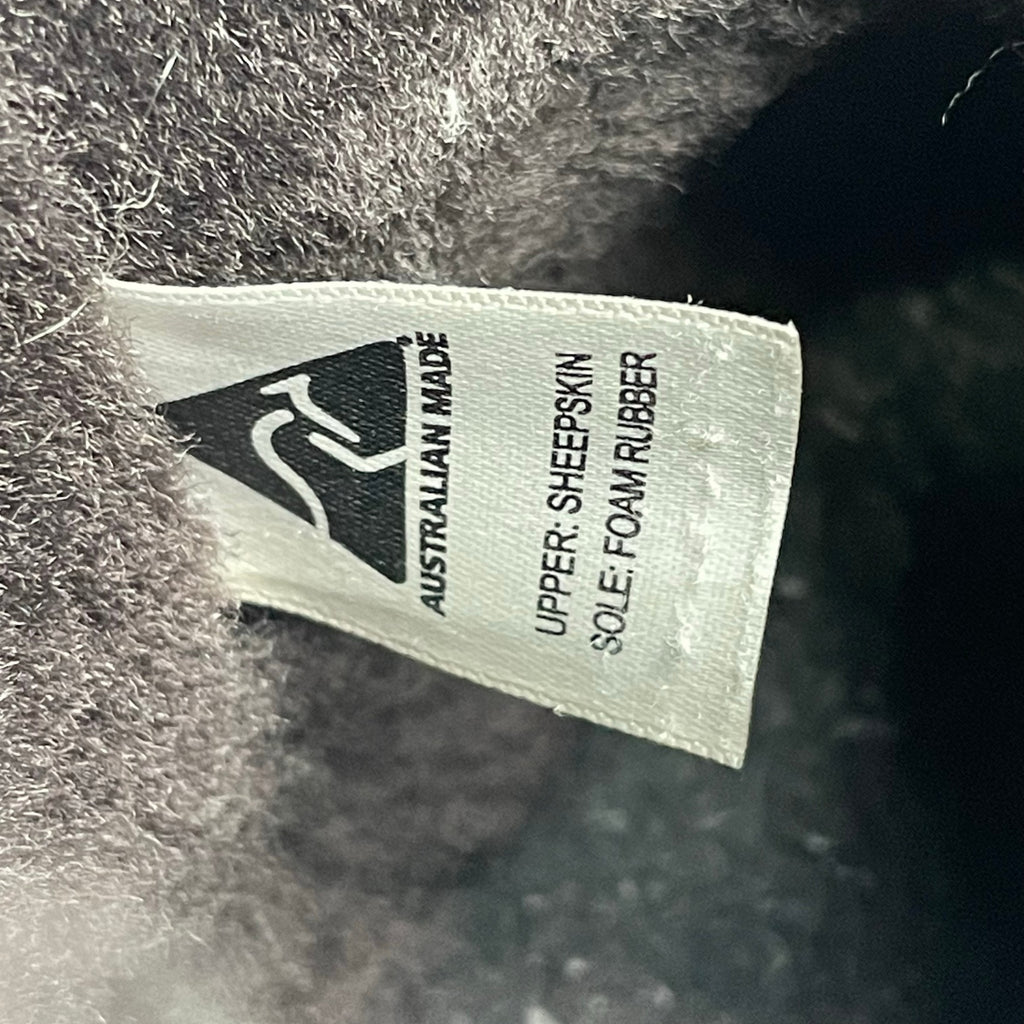 AUSTRALIAN MADE
UPPER: SHEEPSKIN
SOLE: FOAM RUBBER